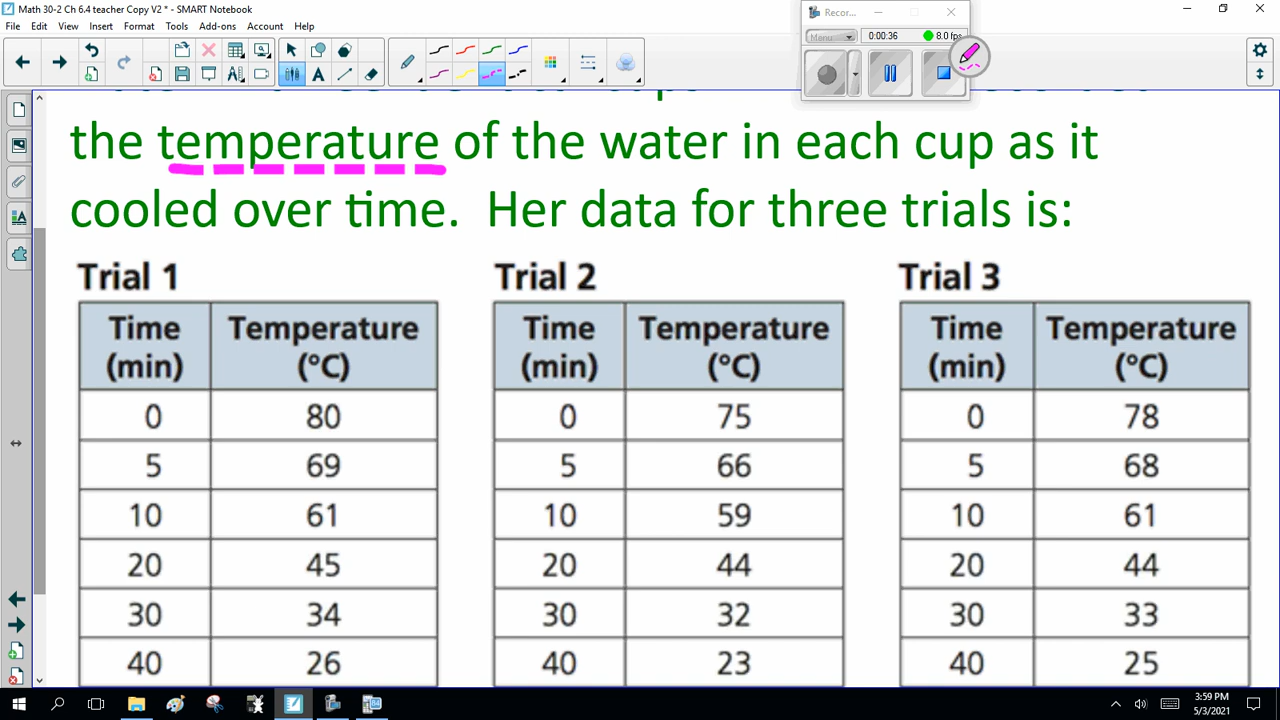 Math 30-2 Ch 6.4 teacher Copy V2 * - SMART Notebook
File Edit View Insert Format Tools Add-ons Account Help
Recor...
Menu 0:00:36 8.0 fps
the temperature of the water in each cup as it
cooled over time. Her data for three trials is:
Trial 1
Time (min) Temperature (°C)
0 80
5 69
10 61
20 45
30 34
40 26
Trial 2
Time (min) Temperature (°C)
0 75
5 66
10 59
20 44
30 32
40 23
Trial 3
Time (min) Temperature (°C)
0 78
5 68
10 61
20 44
30 33
40 25
3:59 PM
5/3/2021